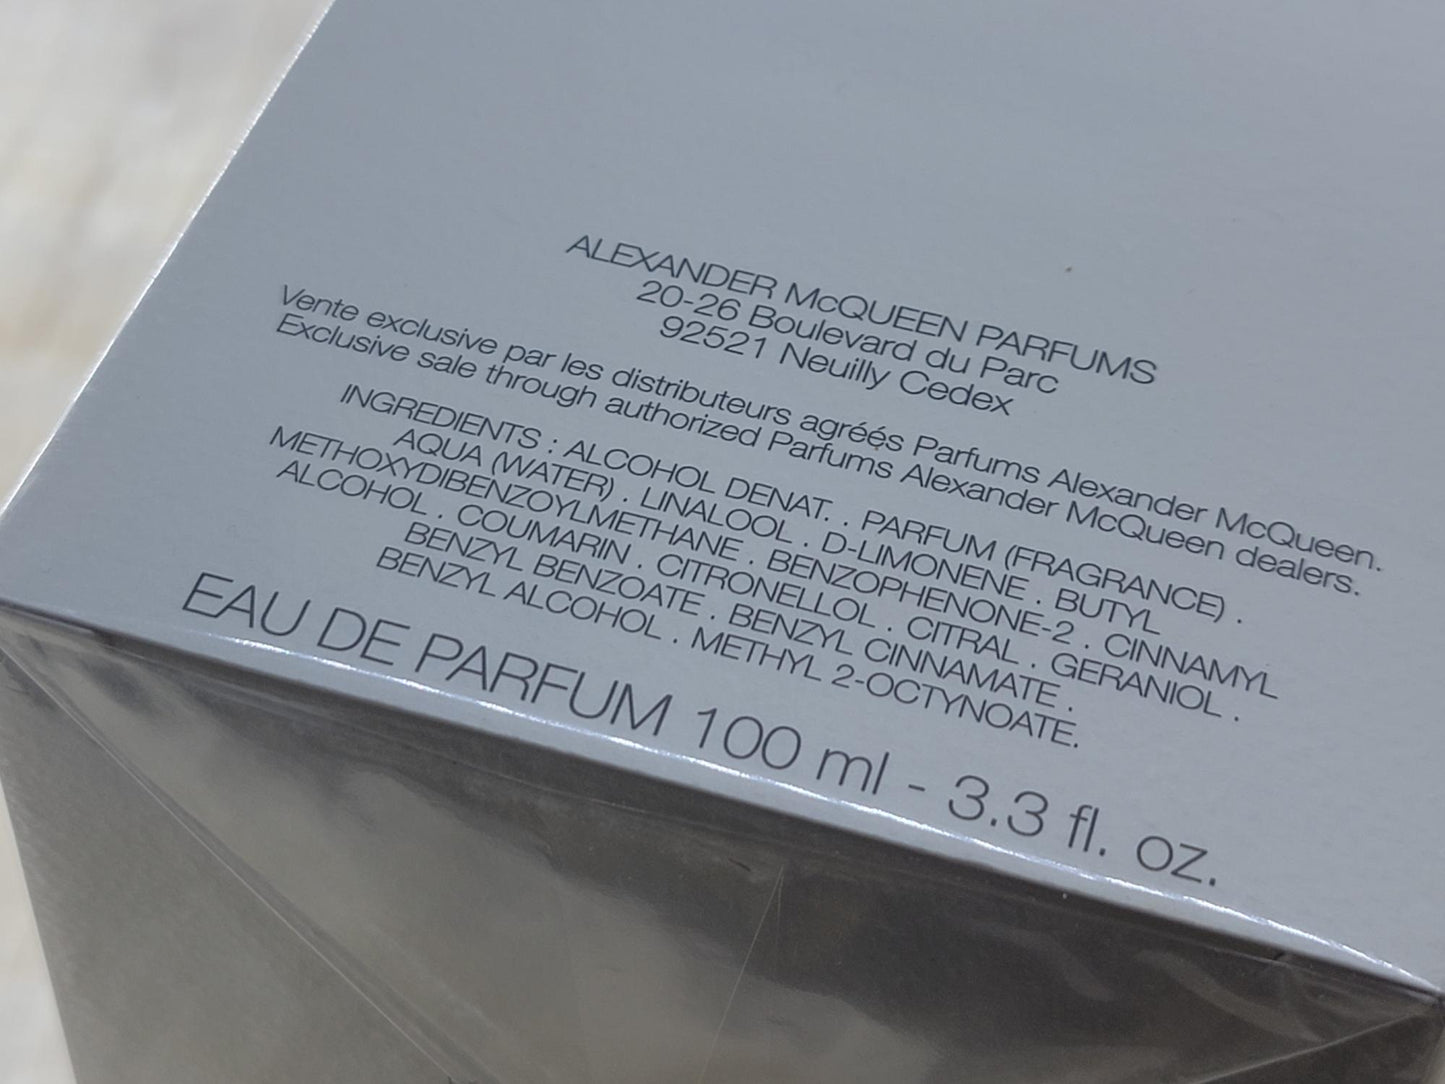 ALEXANDER McQUEEN PARFUMS
20-26 Boulevard du Parc
92521 Neuilly Cedex
Vente exclusive par les distributeurs agréés Parfums Alexander McQueen.
Exclusive sale through authorized Parfums Alexander McQueen dealers.
INGREDIENTS : ALCOHOL DENAT. . PARFUM (FRAGRANCE) .
AQUA (WATER) . LINALOOL . D-LIMONENE . BUTYL
METHOXYDIBENZOYLMETHANE . BENZOPHENONE-2 . CINNAMYL
ALCOHOL . COUMARIN . CITRONELLOL . CITRAL . GERANIOL .
BENZYL BENZOATE . BENZYL CINNAMATE .
BENZYL ALCOHOL . METHYL 2-OCTYNOATE.
EAU DE PARFUM 100 ml - 3.3 fl. oz.